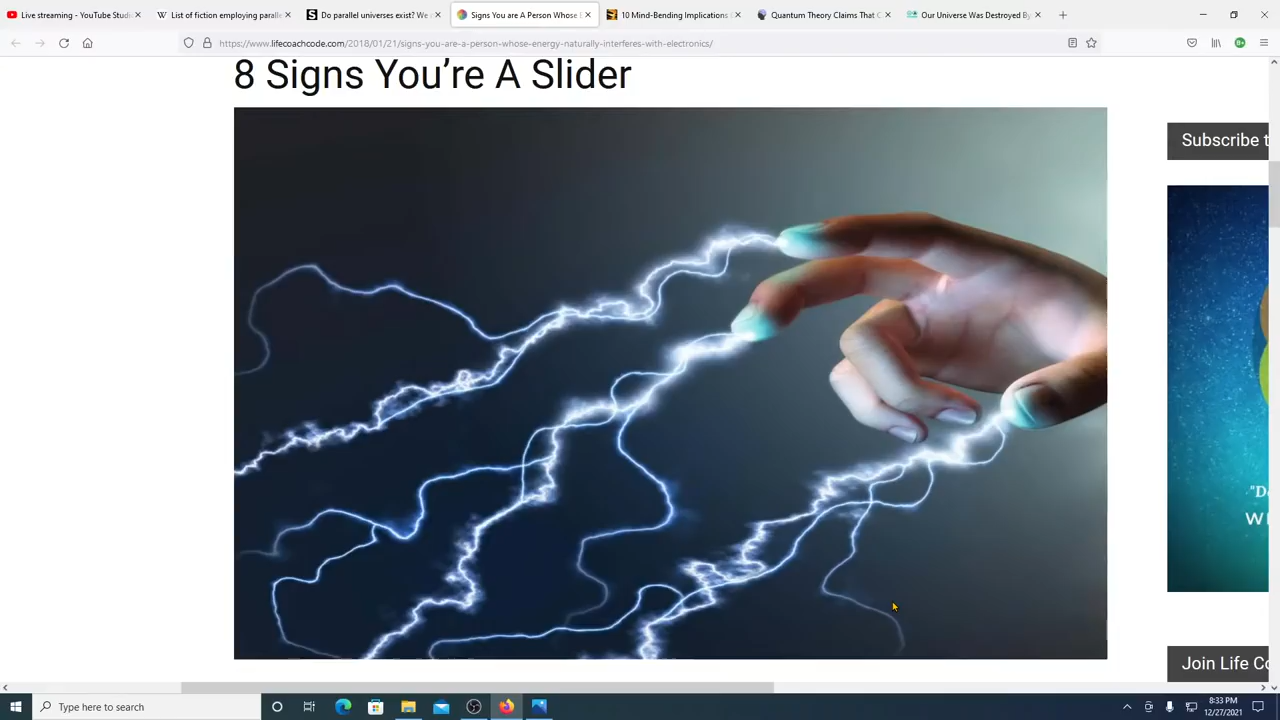 Live streaming - YouTube Studio
List of fiction employing paralle
Do parallel universes exist? We
Signs You are A Person Whose
10 Mind-Bending Implications
Quantum Theory Claims That C
Our Universe Was Destroyed B
https://www.lifecoachcode.com/2018/01/21/signs-you-are-a-person-whose-energy-naturally-interferes-with-electronics/
8 Signs You’re A Slider
Subscribe t
"De
W
Join Life Co
Type here to search
8:33 PM
12/27/2021